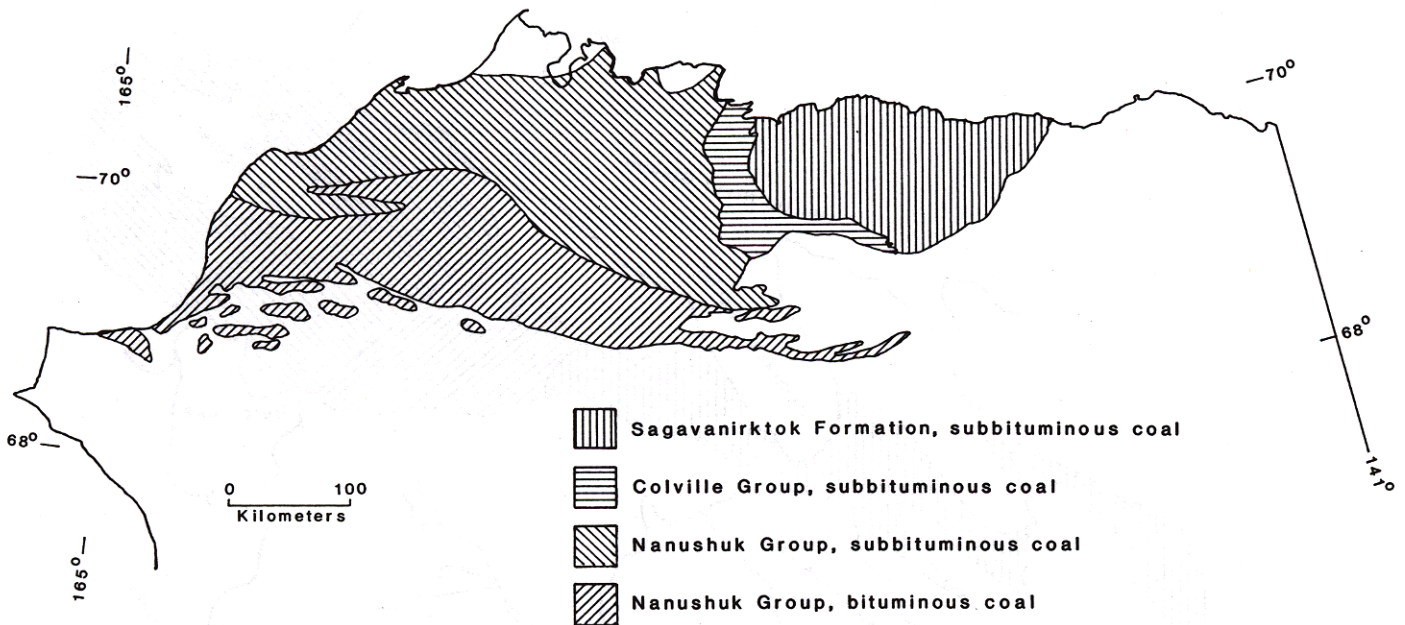 165°
70°
70°
68°
68°
141°
165°
0 100
Kilometers
Sagavanirktok Formation, subbituminous coal
Colville Group, subbituminous coal
Nanushuk Group, subbituminous coal
Nanushuk Group, bituminous coal